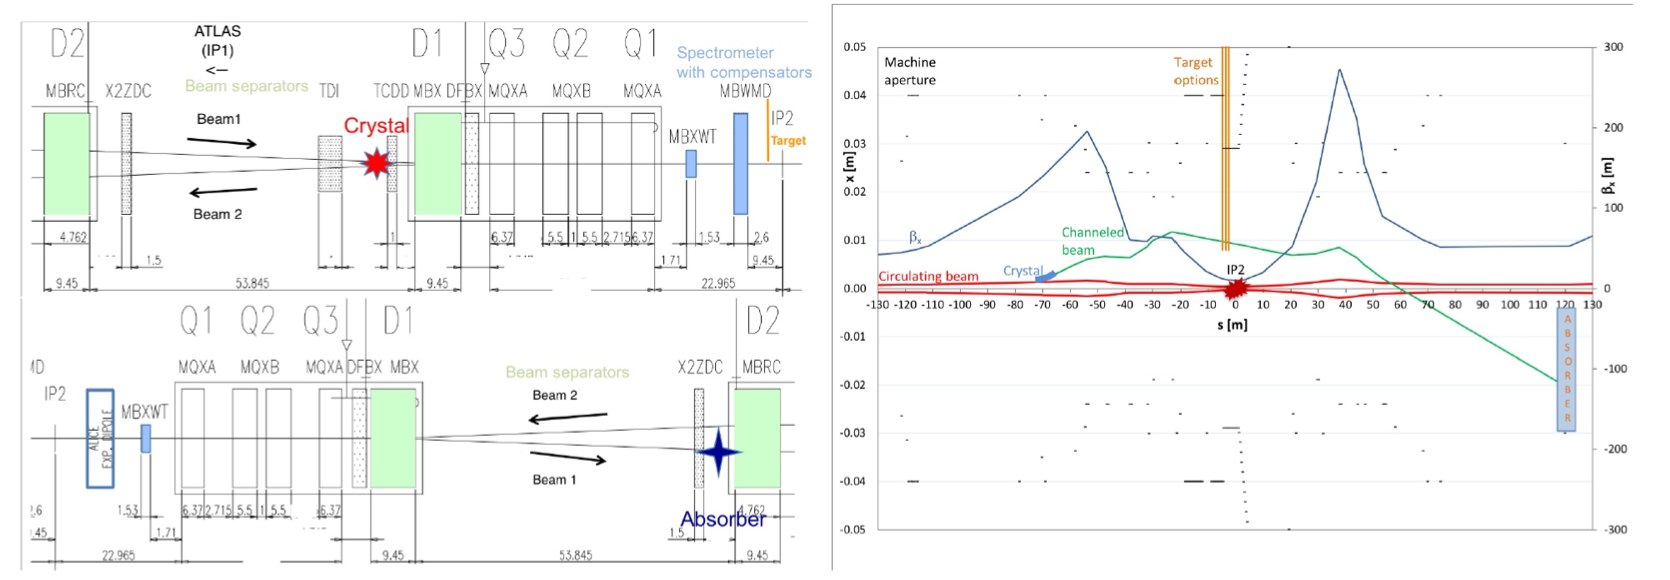 D2
ATLAS
(IP1)
<-
D1
Q3
Q2
Q1
Spectrometer
with compensators
MBRC
X2ZDC
Beam separators
TDI
TCDD
MBX
DFBX
MQXA
MQXB
MQXA
MBWMD
Beam1
Crystal
IP2
Target
MBXWT
Beam 2
4.762
1.5
1
6.37
5.5
1
5.5
2.715
6.37
1.53
2,6
9.45
53.845
9.45
1.71
9.45
22.965
Q1
Q2
Q3
D1
D2
MQXA
MQXB
MQXA
DFBX
MBX
Beam separators
X2ZDC
MBRC
IP2
MBXWT
ALICE
EXP. DIPOLE
Beam 2
Beam 1
Absorber
6.37
2.715
5.5
1
5.5
6.37
1.53
1.71
1.5
4.762
22.965
9.45
53.845
9.45
0.05
0.04
0.03
0.02
0.01
0.00
-0.01
-0.02
-0.03
-0.04
-0.05
x [m]
Machine
aperture
Target
options
βx
Channeled
beam
Crystal
Circulating beam
IP2
-130 -120 -110 -100 -90 -80 -70 -60 -50 -40 -30 -20 -10 0 10 20 30 40 50 60 70 80 90 100 110 120 130
s [m]
ABSORBER
300
200
100
0
-100
-200
-300
βx [m]